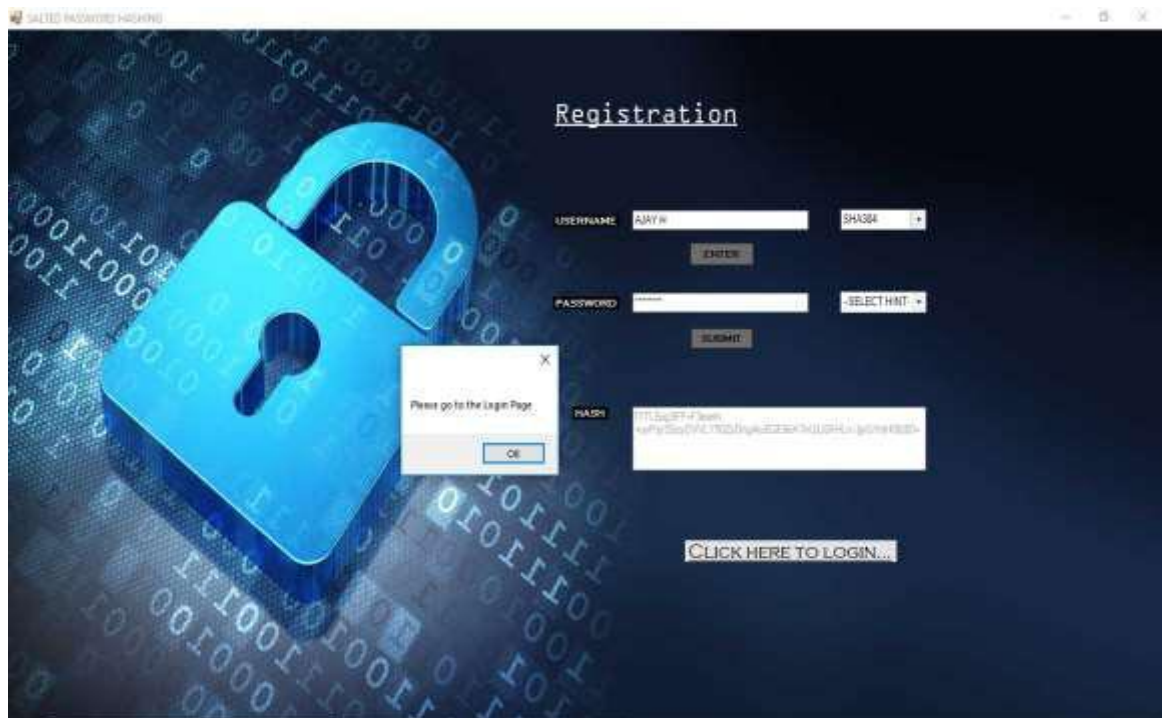 SALTED PASSWORD HASHING
Registration
USERNAME AJAY M SHA384
ENTER
PASSWORD ******** -SELECT HINT-
SUBMIT
Please go to the Login Page
OK
HASH
CLICK HERE TO LOGIN...